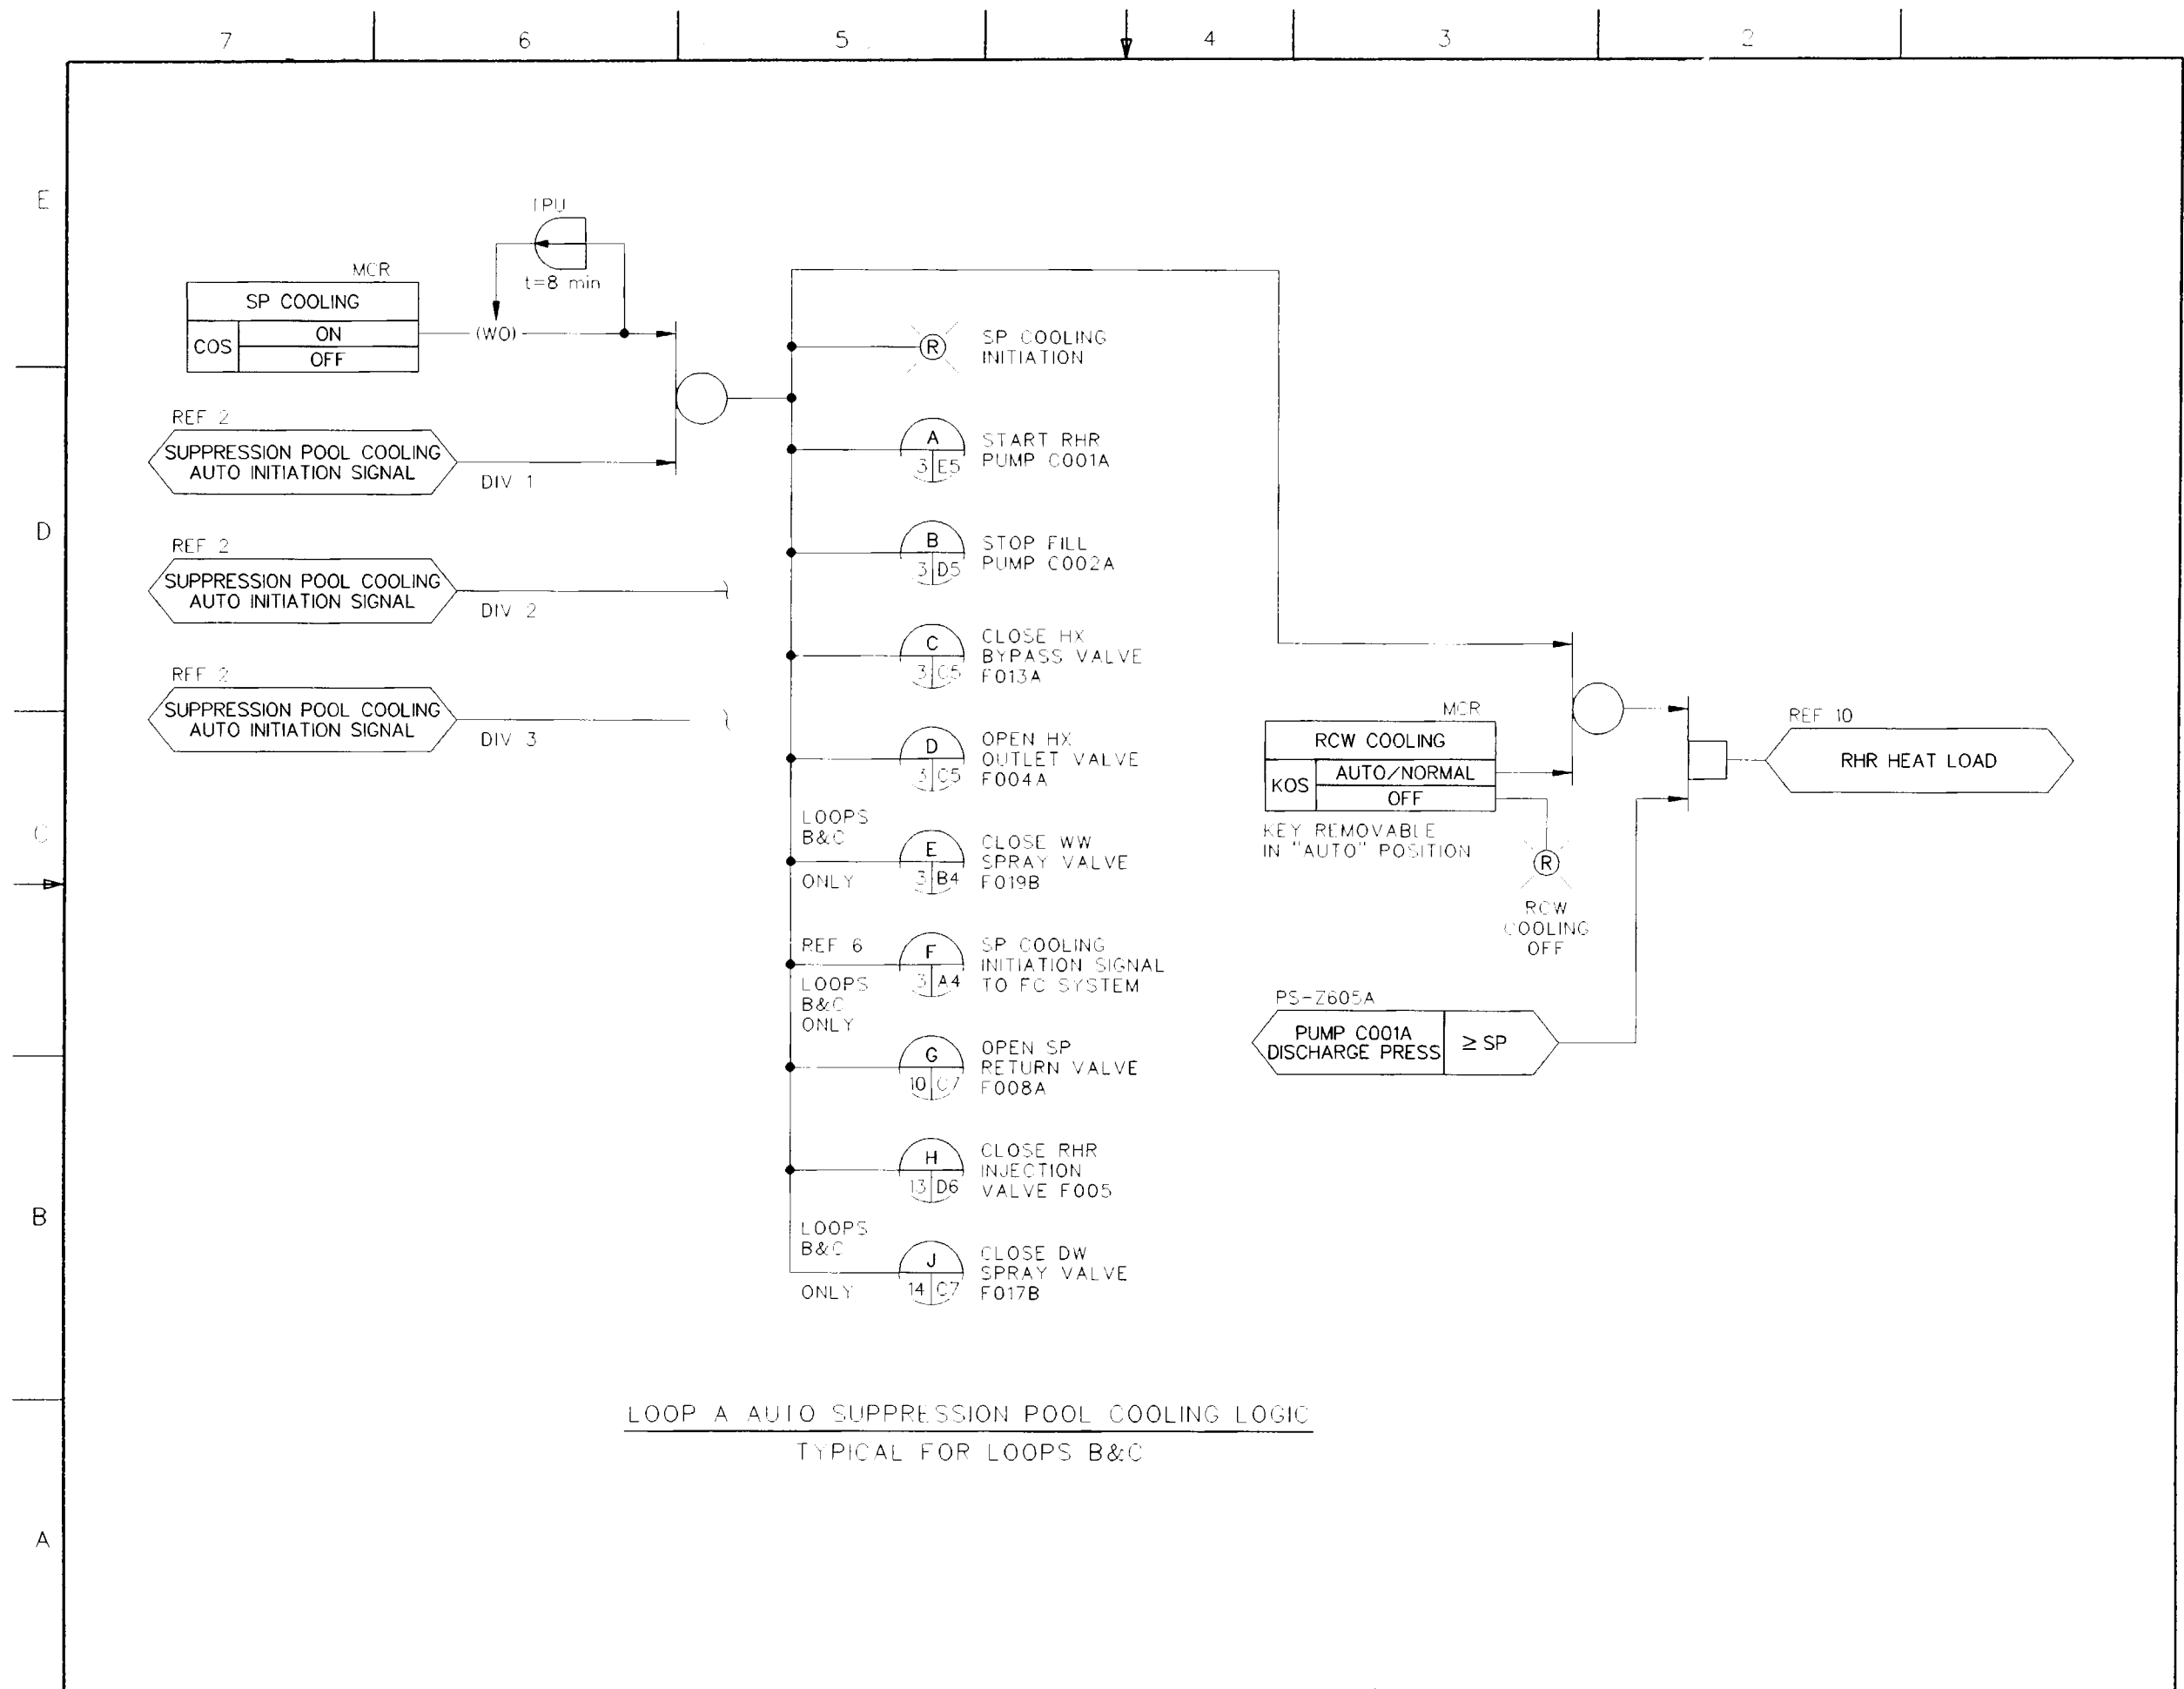 7 6 5 4 3 2
E
D
C
B
A
TPU
t=8 min
MCR
SP COOLING
COS
ON
OFF
(WO)
REF 2
SUPPRESSION POOL COOLING
AUTO INITIATION SIGNAL
DIV 1
REF 2
SUPPRESSION POOL COOLING
AUTO INITIATION SIGNAL
DIV 2
REF 2
SUPPRESSION POOL COOLING
AUTO INITIATION SIGNAL
DIV 3
R
SP COOLING
INITIATION
A
3 E5
START RHR
PUMP C001A
B
3 D5
STOP FILL
PUMP C002A
C
3 C5
CLOSE HX
BYPASS VALVE
F013A
D
3 C5
OPEN HX
OUTLET VALVE
F004A
LOOPS
B&C
ONLY
E
3 B4
CLOSE WW
SPRAY VALVE
F019B
REF 6
LOOPS
B&C
ONLY
F
3 A4
SP COOLING
INITIATION SIGNAL
TO FC SYSTEM
G
10 C7
OPEN SP
RETURN VALVE
F008A
H
13 D6
CLOSE RHR
INJECTION
VALVE F005
LOOPS
B&C
ONLY
J
14 C7
CLOSE DW
SPRAY VALVE
F017B
MCR
RCW COOLING
KOS
AUTO/NORMAL
OFF
KEY REMOVABLE
IN "AUTO" POSITION
R
RCW
COOLING
OFF
PS-Z605A
PUMP C001A
DISCHARGE PRESS
≥ SP
REF 10
RHR HEAT LOAD
LOOP A AUTO SUPPRESSION POOL COOLING LOGIC
TYPICAL FOR LOOPS B&C